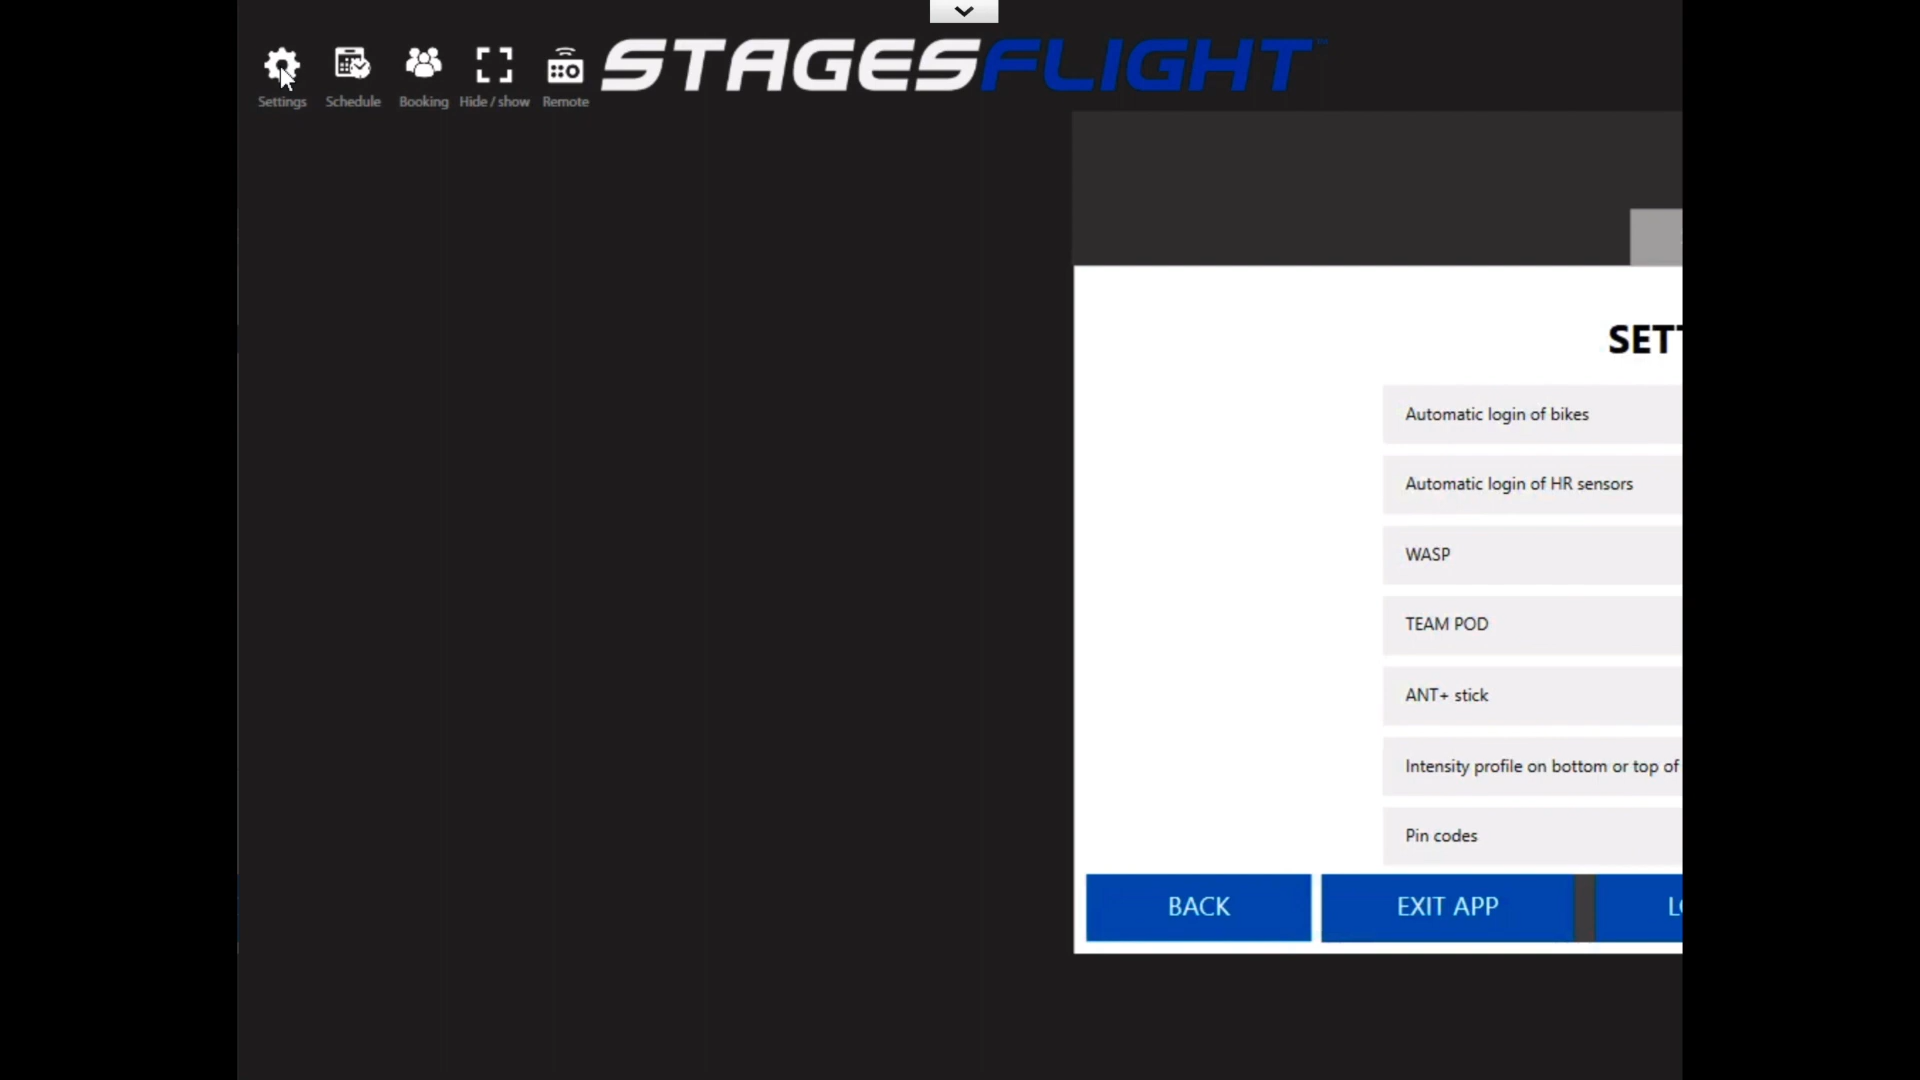 STAGESFLIGHT
Settings Schedule Booking Hide / show Remote
SETT
Automatic login of bikes
Automatic login of HR sensors
WASP
TEAM POD
ANT+ stick
Intensity profile on bottom or top of
Pin codes
BACK EXIT APP